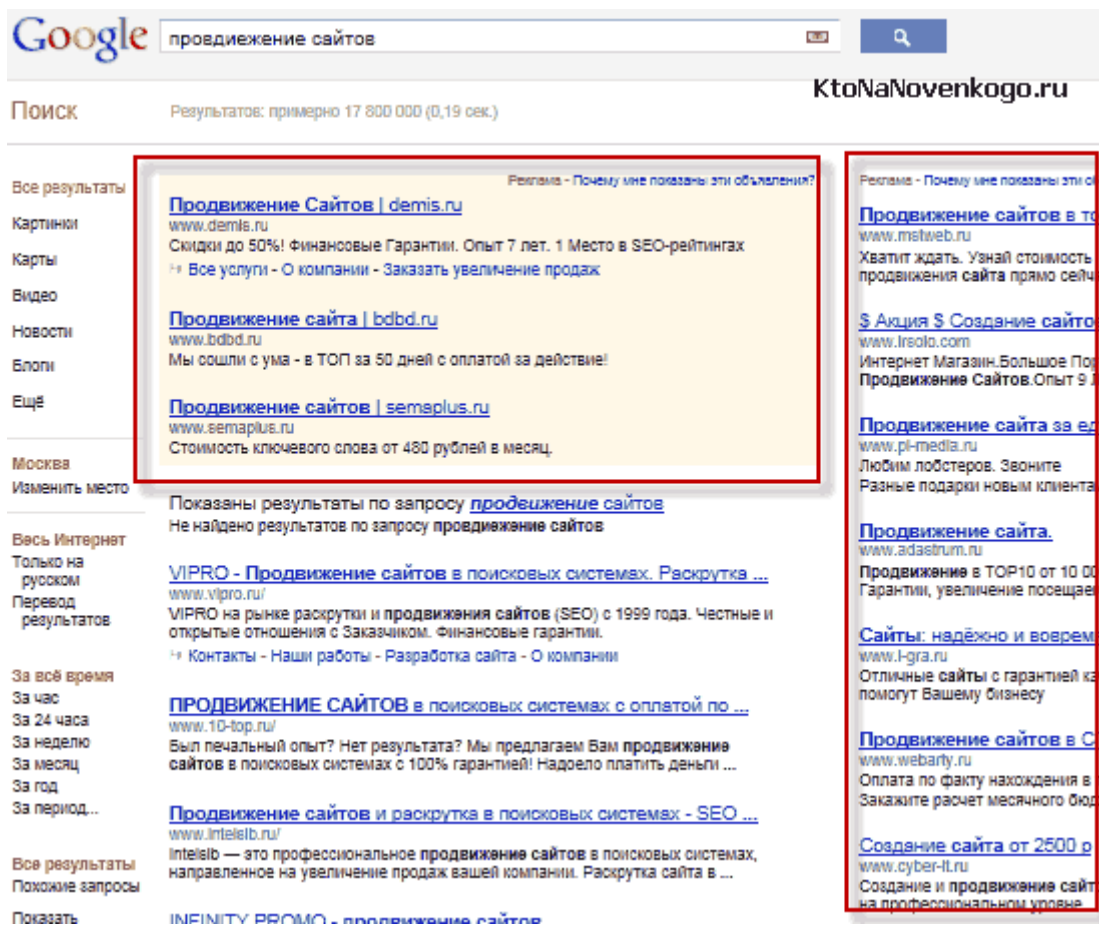 Google
провдиежение сайтов
KtoNaNovenkogo.ru
Поиск
Результатов: примерно 17 800 000 (0,19 сек.)
Все результаты
Картинки
Карты
Видео
Новости
Блоги
Ещё
Москва
Изменить место
Весь Интернет
Только на
русском
Перевод
результатов
За всё время
За час
За 24 часа
За неделю
За месяц
За год
За период...
Все результаты
Похожие запросы
Показать
Реклама - Почему мне показаны эти объявления?
Продвижение Сайтов | demis.ru
www.demis.ru
Скидки до 50%! Финансовые Гарантии. Опыт 7 лет. 1 Место в SEO-рейтингах
Все услуги - О компании - Заказать увеличение продаж
Продвижение сайта | bdbd.ru
www.bdbd.ru
Мы сошли с ума - в ТОП за 50 дней с оплатой за действие!
Продвижение сайтов | semaplus.ru
www.semaplus.ru
Стоимость ключевого слова от 480 рублей в месяц.
Показаны результаты по запросу продвижение сайтов
Не найдено результатов по запросу провдиежение сайтов
VIPRO - Продвижение сайтов в поисковых системах. Раскрутка ...
www.vipro.ru/
VIPRO на рынке раскрутки и продвижения сайтов (SEO) с 1999 года. Честные и
открытые отношения с Заказчиком. Финансовые гарантии.
Контакты - Наши работы - Разработка сайта - О компании
ПРОДВИЖЕНИЕ САЙТОВ в поисковых системах с оплатой по ...
www.10-top.ru/
Был печальный опыт? Нет результата? Мы предлагаем Вам продвижение
сайтов в поисковых системах с 100% гарантией! Надоело платить деньги ...
Продвижение сайтов и раскрутка в поисковых системах - SEO ...
www.intelsib.ru/
Intelsib — это профессиональное продвижение сайтов в поисковых системах,
направленное на увеличение продаж вашей компании. Раскрутка сайта в ...
INFINITY PROMO - продвижение сайтов
Реклама - Почему мне показаны эти
Продвижение сайтов в
www.mstweb.ru
Хватит ждать. Узнай стоимость
продвижения сайта прямо
$ Акция $ Создание
www.irsolo.com
Интернет Магазин.Большое
Продвижение Сайтов.Опыт 9
Продвижение сайта за
www.pi-media.ru
Любим лобстеров. Звоните
Разные подарки новым
Продвижение сайта.
www.adastrum.ru
Продвижение в TOP10 от 10
Гарантии, увеличение
Сайты: надёжно и
www.i-gra.ru
Отличные сайты с гарантией
помогут Вашему бизнесу
Продвижение сайтов в
www.webarty.ru
Оплата по факту нахождения в
Закажите расчет месячного
Создание сайта от 2500 р
www.cyber-it.ru
Создание и продвижение
на профессиональном уровне